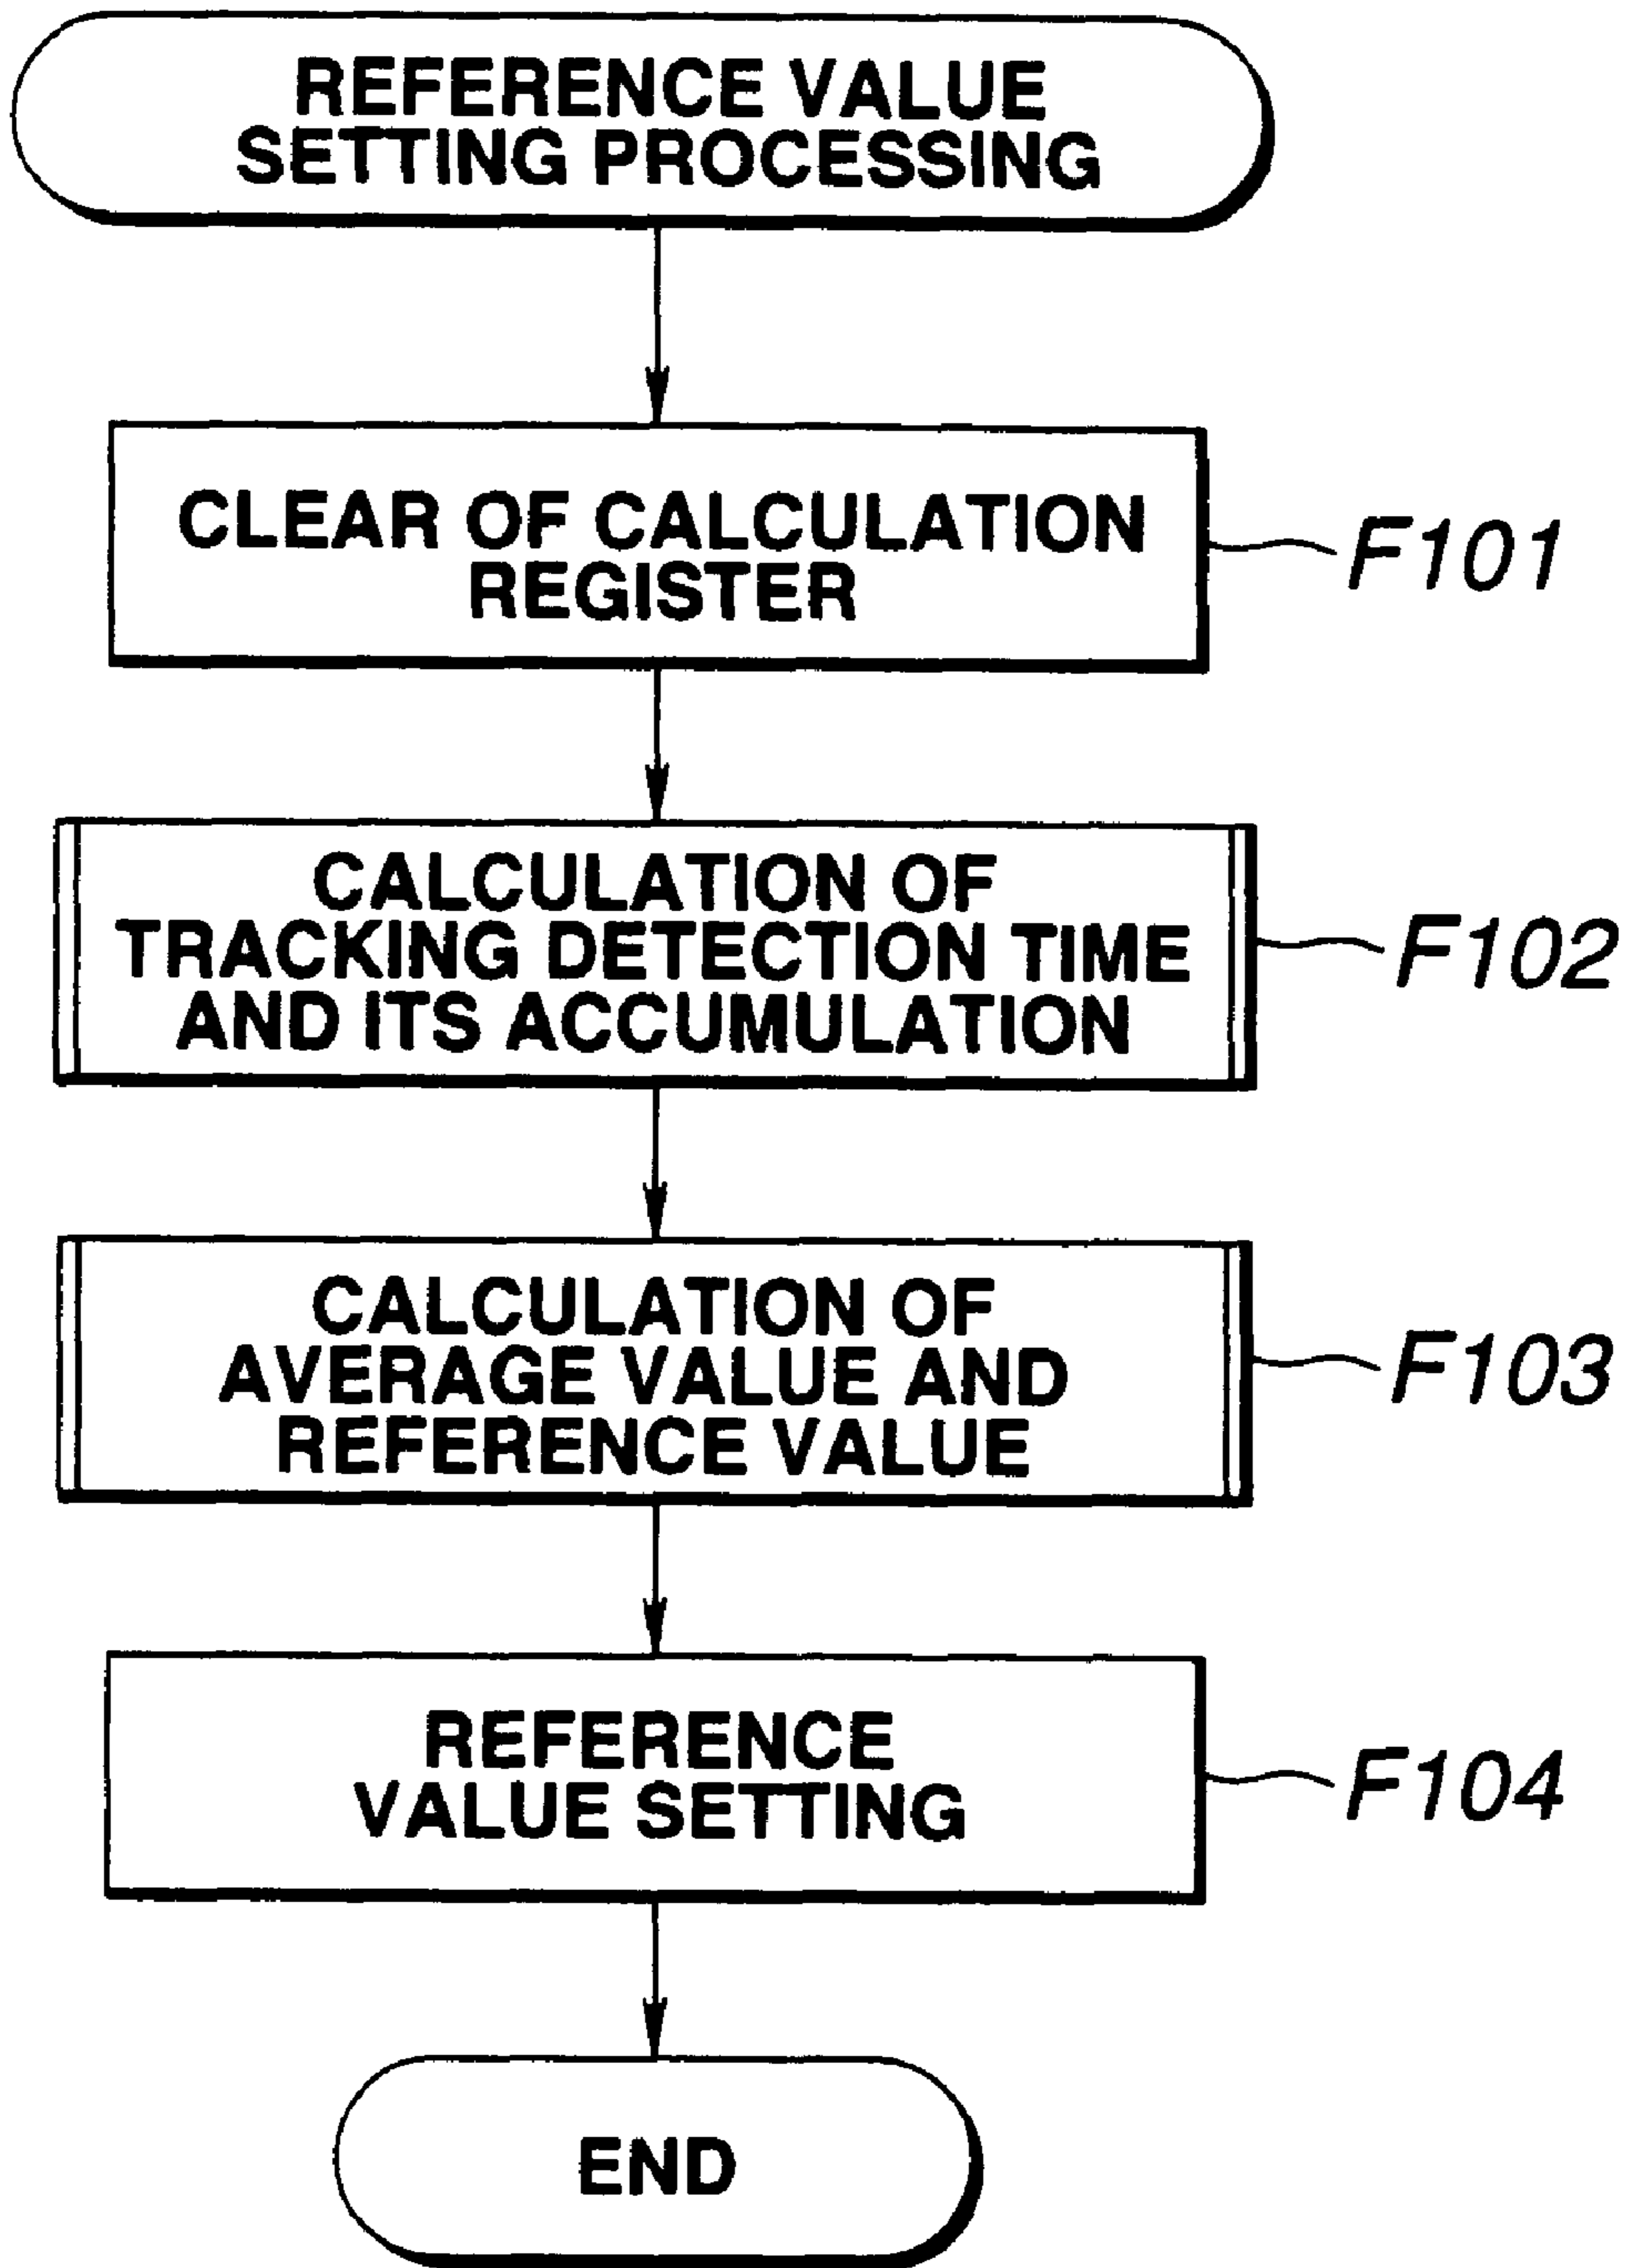 REFERENCE VALUE
SETTING PROCESSING
CLEAR OF CALCULATION
REGISTER
F101
CALCULATION OF
TRACKING DETECTION TIME
AND ITS ACCUMULATION
F102
CALCULATION OF
AVERAGE VALUE AND
REFERENCE VALUE
F103
REFERENCE
VALUE SETTING
F104
END